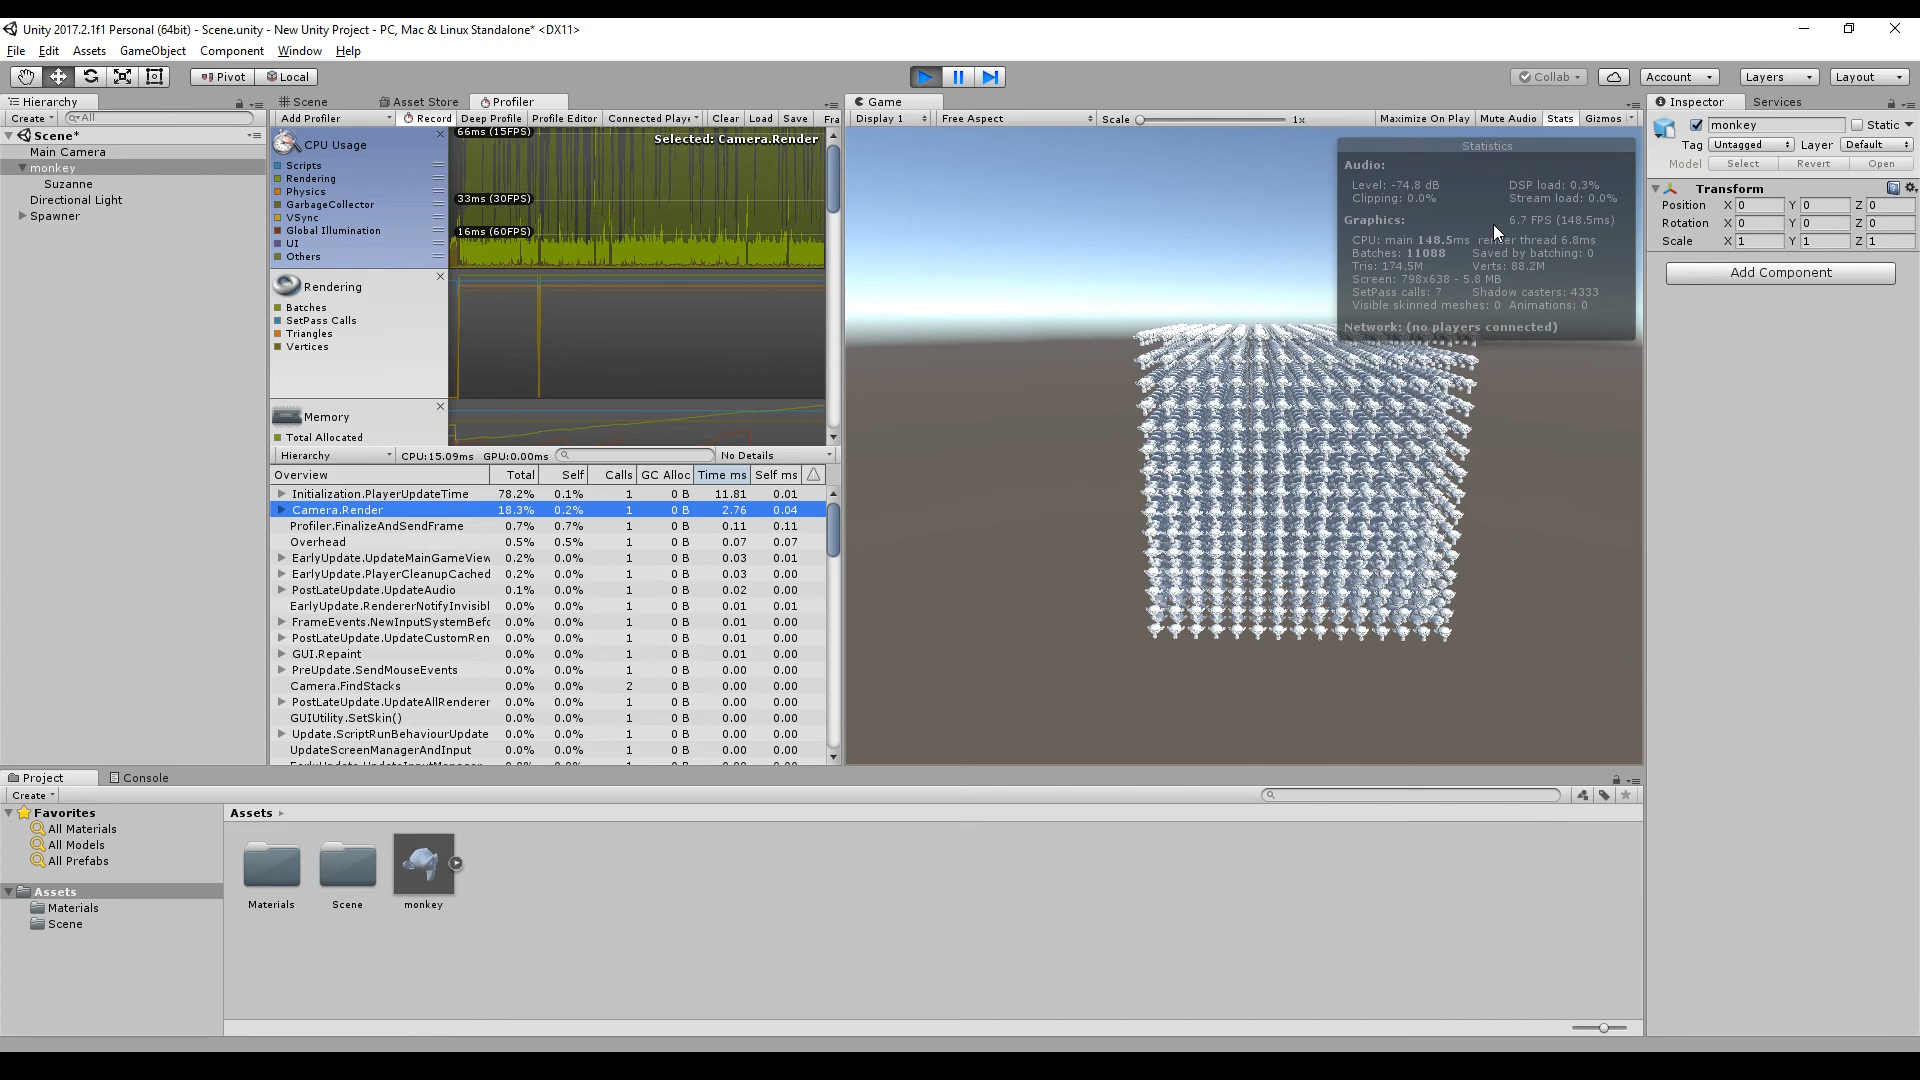 Unity 2017.2.1f1 Personal (64bit) - Scene.unity - New Unity Project - PC, Mac & Linux Standalone* <DX11>
File Edit Assets GameObject Component Window Help
Pivot Local Collab Account Layers Layout
Hierarchy
Create All
Scene*
Main Camera
monkey
Suzanne
Directional Light
Spawner
Scene Asset Store Profiler
Add Profiler Record Deep Profile Profile Editor Connected Playe Clear Load Save Fra
CPU Usage
Scripts
Rendering
Physics
GarbageCollector
VSync
Global Illumination
UI
Others
66ms (15FPS)
Selected: Camera.Render
33ms (30FPS)
16ms (60FPS)
Rendering
Batches
SetPass Calls
Triangles
Vertices
Memory
Total Allocated
Hierarchy CPU:15.09ms GPU:0.00ms No Details
Overview Total Self Calls GC Alloc Time ms Self ms
Initialization.PlayerUpdateTime 78.2% 0.1% 1 0 B 11.81 0.01
Camera.Render 18.3% 0.2% 1 0 B 2.76 0.04
Profiler.FinalizeAndSendFrame 0.7% 0.7% 1 0 B 0.11 0.11
Overhead 0.5% 0.5% 1 0 B 0.07 0.07
EarlyUpdate.UpdateMainGameView 0.2% 0.0% 1 0 B 0.03 0.01
EarlyUpdate.PlayerCleanupCached 0.2% 0.0% 1 0 B 0.03 0.00
PostLateUpdate.UpdateAudio 0.1% 0.0% 1 0 B 0.02 0.00
EarlyUpdate.RendererNotifyInvisibl 0.0% 0.0% 1 0 B 0.01 0.01
FrameEvents.NewInputSystemBefo 0.0% 0.0% 1 0 B 0.01 0.00
PostLateUpdate.UpdateCustomRen 0.0% 0.0% 1 0 B 0.01 0.00
GUI.Repaint 0.0% 0.0% 1 0 B 0.01 0.00
PreUpdate.SendMouseEvents 0.0% 0.0% 1 0 B 0.00 0.00
Camera.FindStacks 0.0% 0.0% 2 0 B 0.00 0.00
PostLateUpdate.UpdateAllRenderer 0.0% 0.0% 1 0 B 0.00 0.00
GUIUtility.SetSkin() 0.0% 0.0% 1 0 B 0.00 0.00
Update.ScriptRunBehaviourUpdate 0.0% 0.0% 1 0 B 0.00 0.00
UpdateScreenManagerAndInput 0.0% 0.0% 1 0 B 0.00 0.00
Game
Display 1 Free Aspect Scale 1x Maximize On Play Mute Audio Stats Gizmos
Statistics
Audio:
Level: -74.8 dB DSP load: 0.3%
Clipping: 0.0% Stream load: 0.0%
Graphics: 6.7 FPS (148.5ms)
CPU: main 148.5ms render thread 6.8ms
Batches: 11088 Saved by batching: 0
Tris: 174.5M Verts: 88.2M
Screen: 798x638 - 5.8 MB
SetPass calls: 7 Shadow casters: 4333
Visible skinned meshes: 0 Animations: 0
Network: (no players connected)
Inspector Services
monkey Static
Tag Untagged Layer Default
Model Select Revert Open
Transform
Position X 0 Y 0 Z 0
Rotation X 0 Y 0 Z 0
Scale X 1 Y 1 Z 1
Add Component
Project Console
Create
Favorites
All Materials
All Models
All Prefabs
Assets
Materials
Scene
Assets
Materials Scene monkey